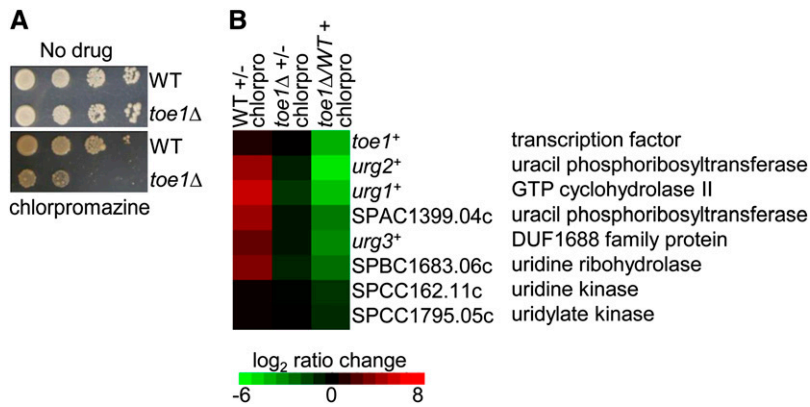 A
No drug
WT
toe1Δ
WT
toe1Δ
chlorpromazine
B
WT +/-
chlorpro
toe1Δ +/-
chlorpro
toe1Δ/WT +
chlorpro
toe1⁺ transcription factor
urg2⁺ uracil phosphoribosyltransferase
urg1⁺ GTP cyclohydrolase II
SPAC1399.04c uracil phosphoribosyltransferase
urg3⁺ DUF1688 family protein
SPBC1683.06c uridine ribohydrolase
SPCC162.11c uridine kinase
SPCC1795.05c uridylate kinase
log₂ ratio change
-6 0 8